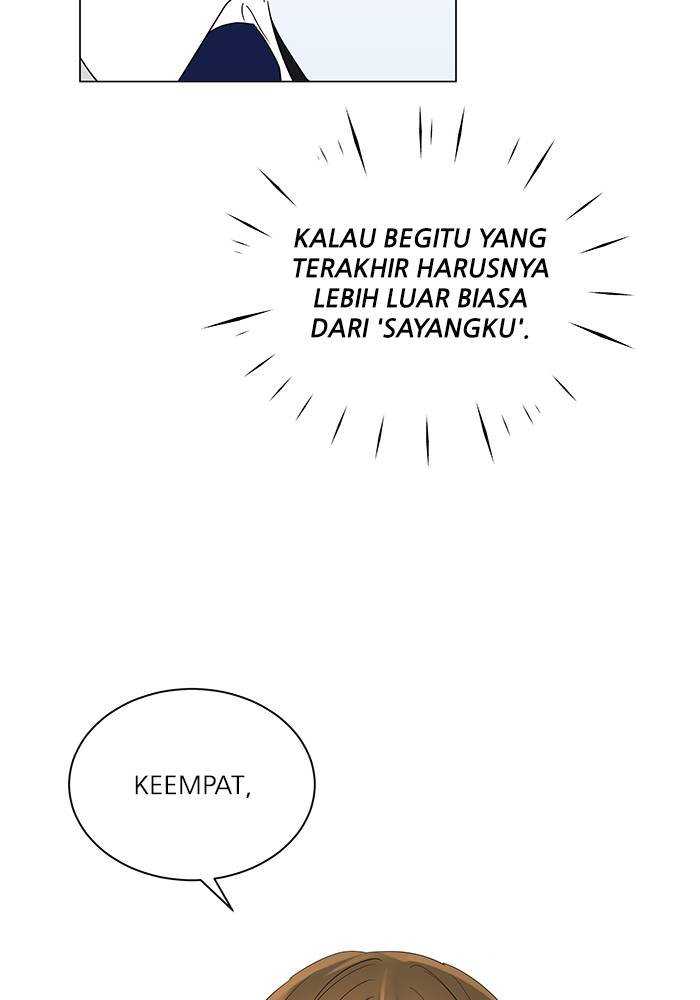 KALAU BEGITU YANG
TERAKHIR HARUSNYA
LEBIH LUAR BIASA
DARI 'SAYANGKU'.
KEEMPAT,